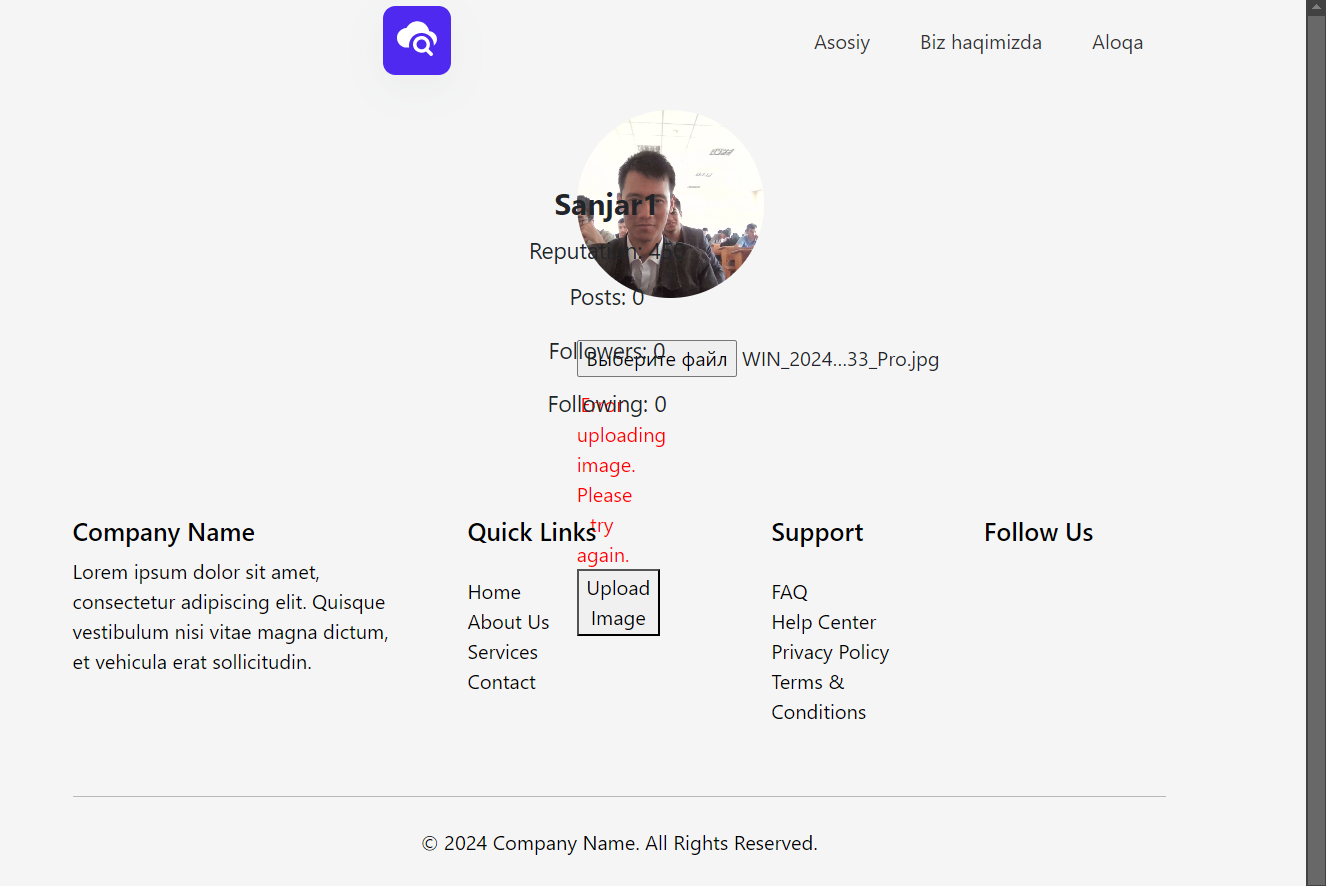 Asosiy Biz haqimizda Aloqa
Sanjar1
Reputation: 459
Posts: 0
Followers: 0
Выберите файл WIN_2024...33_Pro.jpg
Following: 0
Error
uploading
image.
Please
try
again.
Upload
Image
Company Name
Lorem ipsum dolor sit amet,
consectetur adipiscing elit. Quisque
vestibulum nisi vitae magna dictum,
et vehicula erat sollicitudin.
Quick Links
Home
About Us
Services
Contact
Support
FAQ
Help Center
Privacy Policy
Terms &
Conditions
Follow Us
© 2024 Company Name. All Rights Reserved.